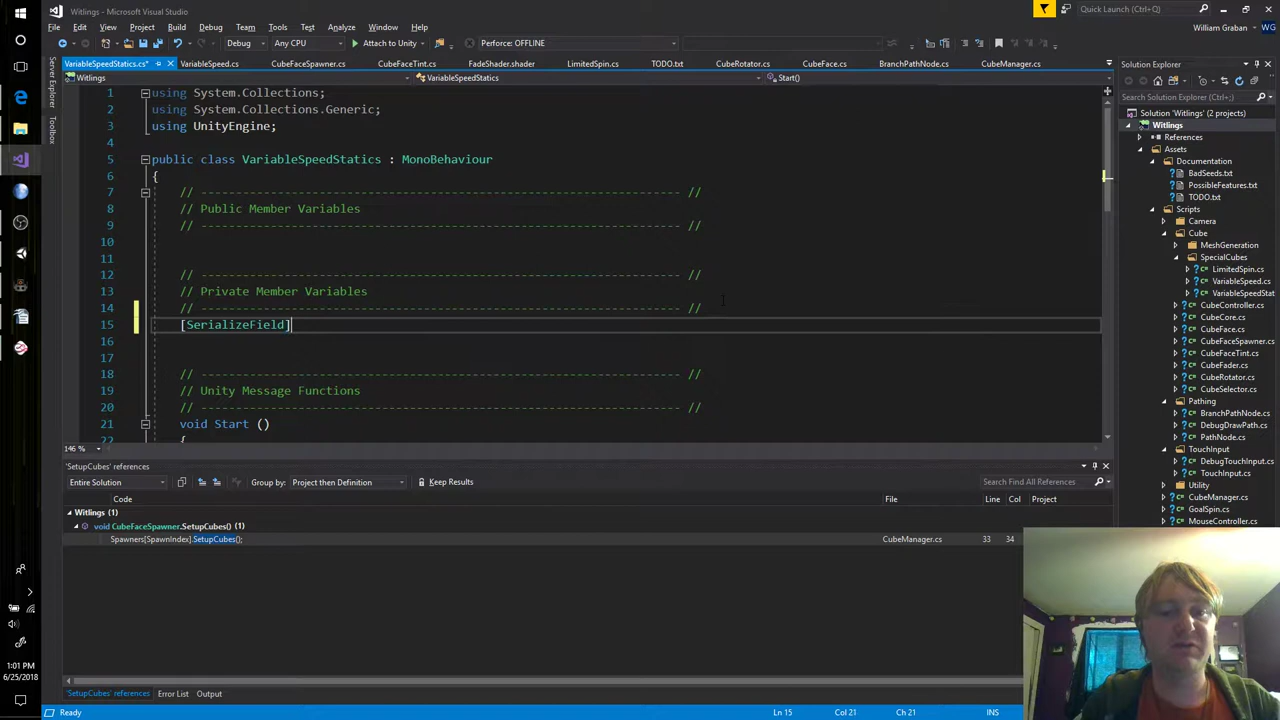 Witlings - Microsoft Visual Studio
Quick Launch (Ctrl+Q)
File Edit View Project Build Debug Team Tools Test Analyze Window Help
William Graban WG
Debug Any CPU Attach to Unity Perforce: OFFLINE
VariableSpeedStatics.cs* VariableSpeed.cs CubeFaceSpawner.cs CubeFaceTint.cs FadeShader.shader LimitedSpin.cs TODO.txt CubeRotator.cs CubeFace.cs BranchPathNode.cs CubeManager.cs
Witlings VariableSpeedStatics Start()
Server Explorer
Toolbox
1 using System.Collections;
2 using System.Collections.Generic;
3 using UnityEngine;
4
5 public class VariableSpeedStatics : MonoBehaviour
6 {
7 // --------------------------------------------------------------------- //
8 // Public Member Variables
9 // --------------------------------------------------------------------- //
10
11
12 // --------------------------------------------------------------------- //
13 // Private Member Variables
14 // --------------------------------------------------------------------- //
15 [SerializeField]
16
17
18 // --------------------------------------------------------------------- //
19 // Unity Message Functions
20 // --------------------------------------------------------------------- //
21 void Start ()
22 {
146 %
'SetupCubes' references
Entire Solution Group by: Project then Definition Keep Results Search Find All References
Code File Line Col Project
Witlings (1)
void CubeFaceSpawner.SetupCubes() (1)
Spawners[SpawnIndex].SetupCubes(); CubeManager.cs 33 34
'SetupCubes' references Error List Output
Ready Ln 15 Col 21 Ch 21 INS
Solution Explorer
Search Solution Explorer (Ctrl+;)
Solution 'Witlings' (2 projects)
Witlings
References
Assets
Documentation
BadSeeds.txt
PossibleFeatures.txt
TODO.txt
Scripts
Camera
Cube
MeshGeneration
SpecialCubes
LimitedSpin.cs
VariableSpeed.cs
VariableSpeedStat
CubeController.cs
CubeCore.cs
CubeFace.cs
CubeFaceSpawner.cs
CubeFaceTint.cs
CubeFader.cs
CubeRotator.cs
CubeSelector.cs
Pathing
BranchPathNode.cs
DebugDrawPath.cs
PathNode.cs
TouchInput
DebugTouchInput.cs
TouchInput.cs
Utility
CubeManager.cs
GoalSpin.cs
MouseController.cs
1:01 PM
6/25/2018